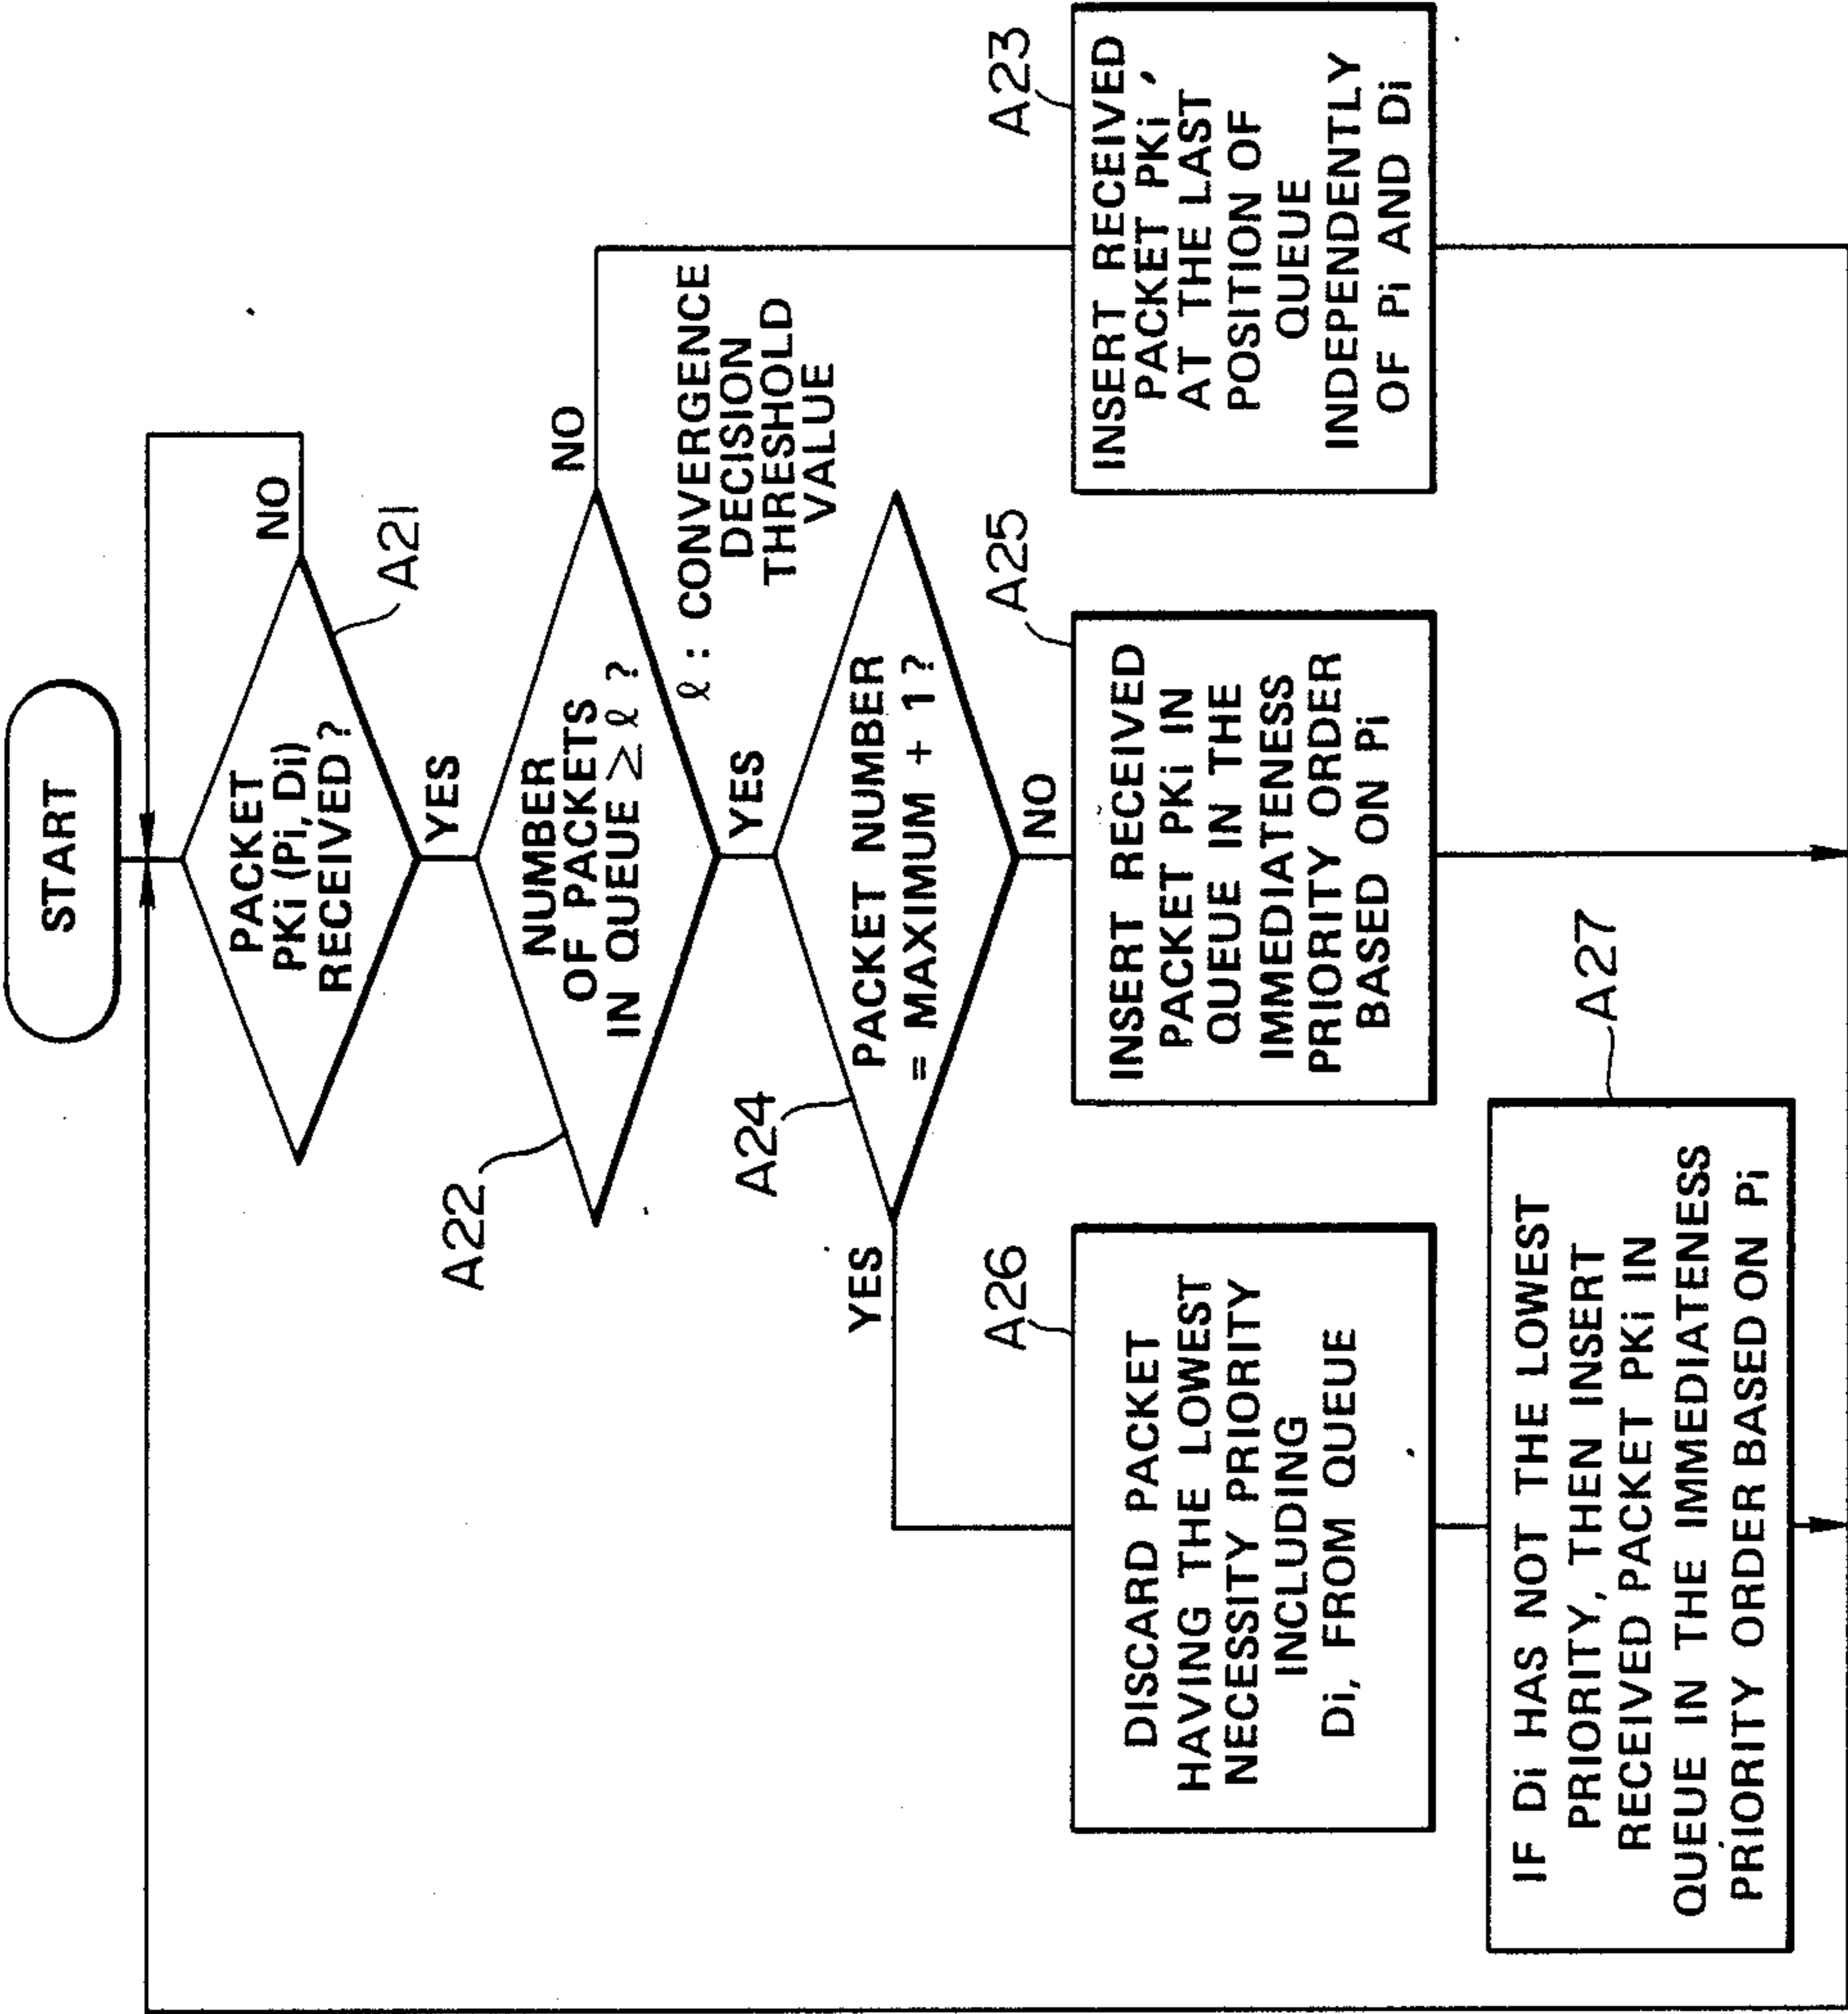 START
PACKET
PKi (Pi, Di)
RECEIVED?
NO
A21
YES
NUMBER
OF PACKETS
IN QUEUE ≥ ℓ ?
NO
A22
ℓ : CONVERGENCE
DECISION
THRESHOLD
VALUE
YES
PACKET NUMBER
= MAXIMUM + 1 ?
A24
YES
NO
A26
DISCARD PACKET
HAVING THE LOWEST
NECESSITY PRIORITY
INCLUDING
Di, FROM QUEUE
A25
INSERT RECEIVED
PACKET PKi IN
QUEUE IN THE
IMMEDIATENESS
PRIORITY ORDER
BASED ON Pi
A23
INSERT RECEIVED
PACKET PKi,
AT THE LAST
POSITION OF
QUEUE
INDEPENDENTLY
OF Pi AND Di
A27
IF Di HAS NOT THE LOWEST
PRIORITY, THEN INSERT
RECEIVED PACKET PKi IN
QUEUE IN THE IMMEDIATENESS
PRIORITY ORDER BASED ON Pi